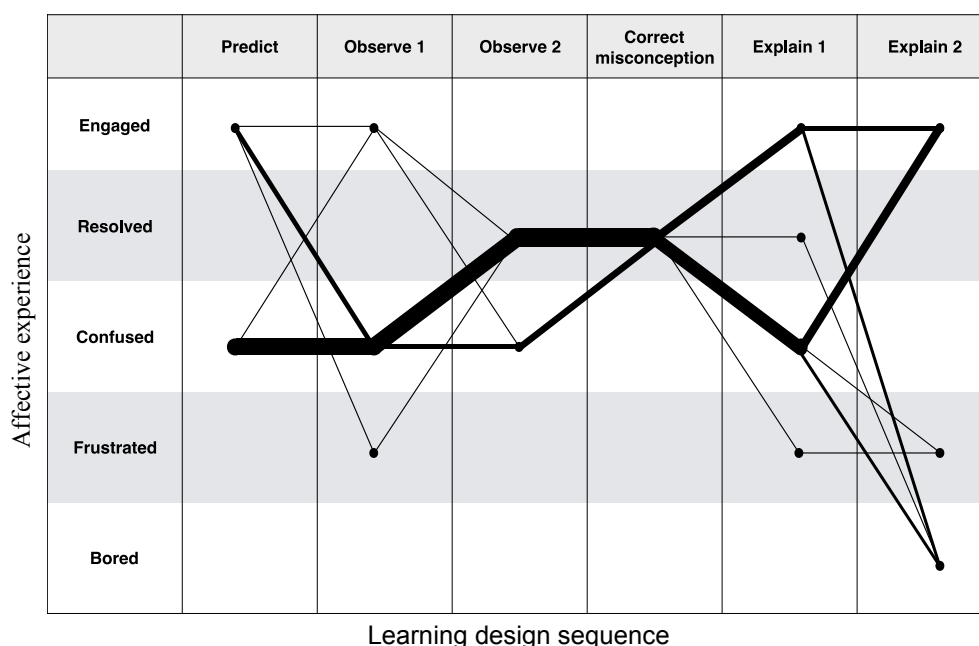 Predict
Observe 1
Observe 2
Correct
misconception
Explain 1
Explain 2
Engaged
Resolved
Confused
Frustrated
Bored
Affective experience
Learning design sequence